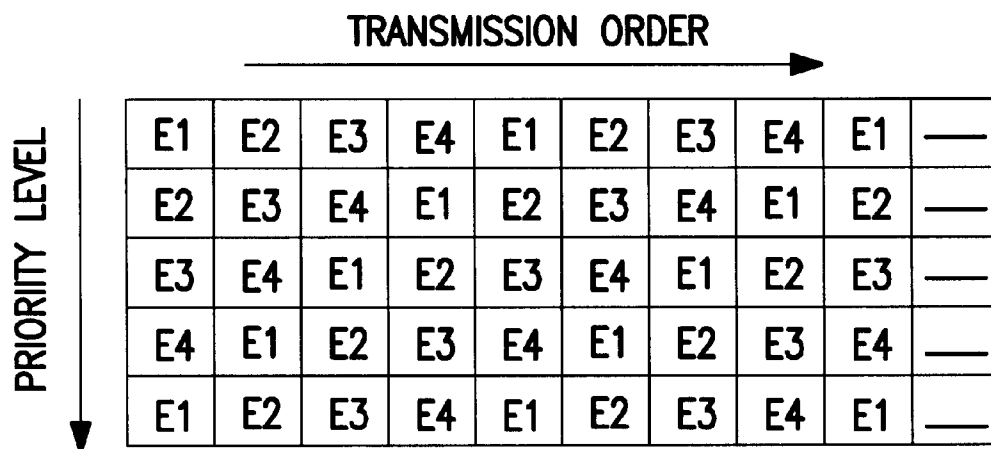 TRANSMISSION ORDER
PRIORITY LEVEL
E1 E2 E3 E4 E1 E2 E3 E4 E1 —
E2 E3 E4 E1 E2 E3 E4 E1 E2 —
E3 E4 E1 E2 E3 E4 E1 E2 E3 —
E4 E1 E2 E3 E4 E1 E2 E3 E4 —
E1 E2 E3 E4 E1 E2 E3 E4 E1 —